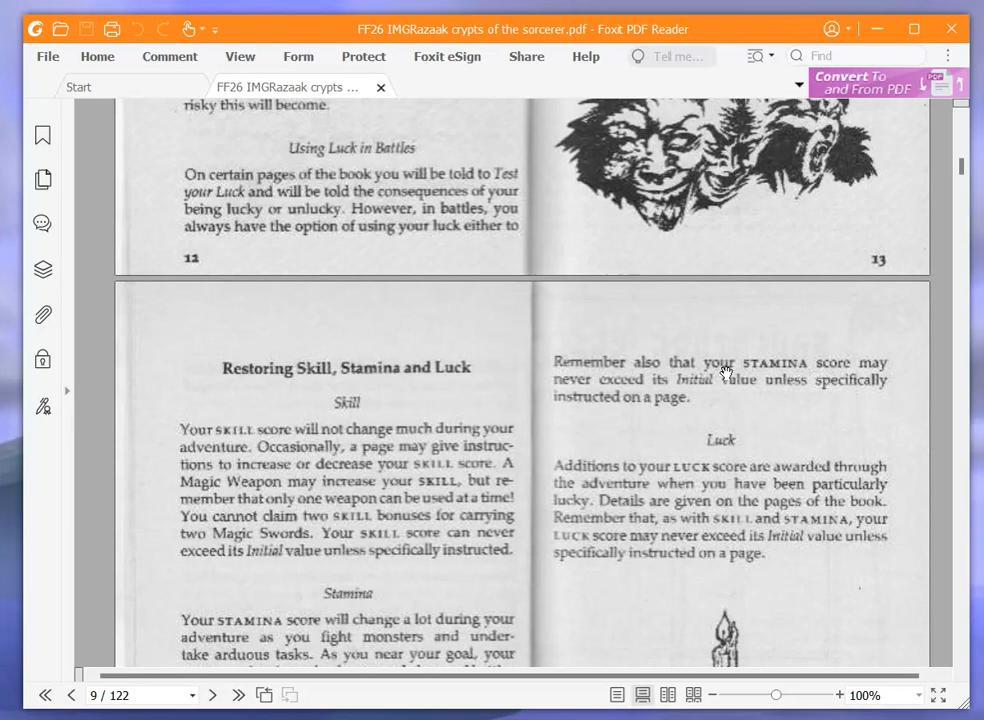 FF26 IMGRazaak crypts of the sorcerer.pdf - Foxit PDF Reader
File Home Comment View Form Protect Foxit eSign Share Help Tell me... Find
Start FF26 IMGRazaak crypts ... Convert To
and From PDF
risky this will become.
Using Luck in Battles
On certain pages of the book you will be told to Test
your Luck and will be told the consequences of your
being lucky or unlucky. However, in battles, you
always have the option of using your luck either to
12
13
Restoring Skill, Stamina and Luck
Skill
Your SKILL score will not change much during your
adventure. Occasionally, a page may give instruc-
tions to increase or decrease your SKILL score. A
Magic Weapon may increase your SKILL, but re-
member that only one weapon can be used at a time!
You cannot claim two SKILL bonuses for carrying
two Magic Swords. Your SKILL score can never
exceed its Initial value unless specifically instructed.
Stamina
Your STAMINA score will change a lot during your
adventure as you fight monsters and under-
take arduous tasks. As you near your goal, your
Remember also that your STAMINA score may
never exceed its Initial value unless specifically
instructed on a page.
Luck
Additions to your LUCK score are awarded through
the adventure when you have been particularly
lucky. Details are given on the pages of the book.
Remember that, as with SKILL and STAMINA, your
LUCK score may never exceed its Initial value unless
specifically instructed on a page.
9 / 122 100%